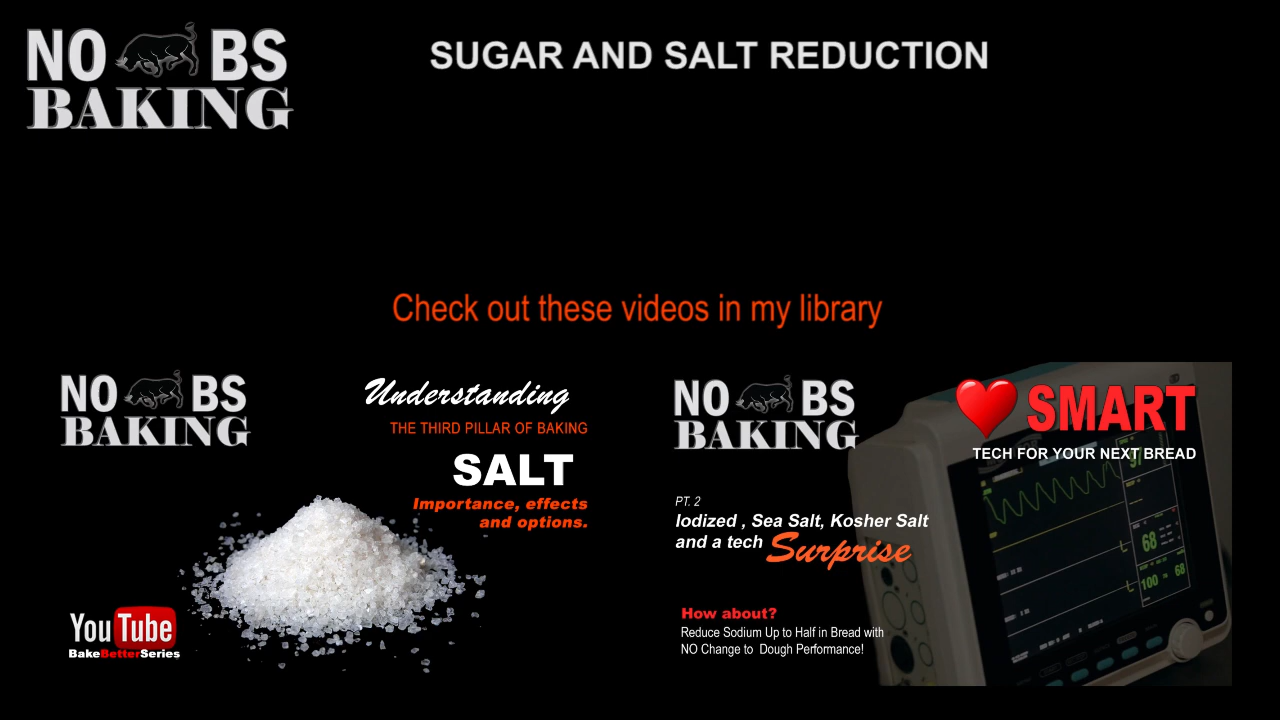 NO BS
BAKING
SUGAR AND SALT REDUCTION
Check out these videos in my library
NO BS
BAKING
Understanding
THE THIRD PILLAR OF BAKING
SALT
Importance, effects
and options.
YouTube
BakeBetterSeries
NO BS
BAKING
SMART
TECH FOR YOUR NEXT BREAD
PT. 2
Iodized , Sea Salt, Kosher Salt
and a tech Surprise
How about?
Reduce Sodium Up to Half in Bread with
NO Change to Dough Performance!
97
68
100 68